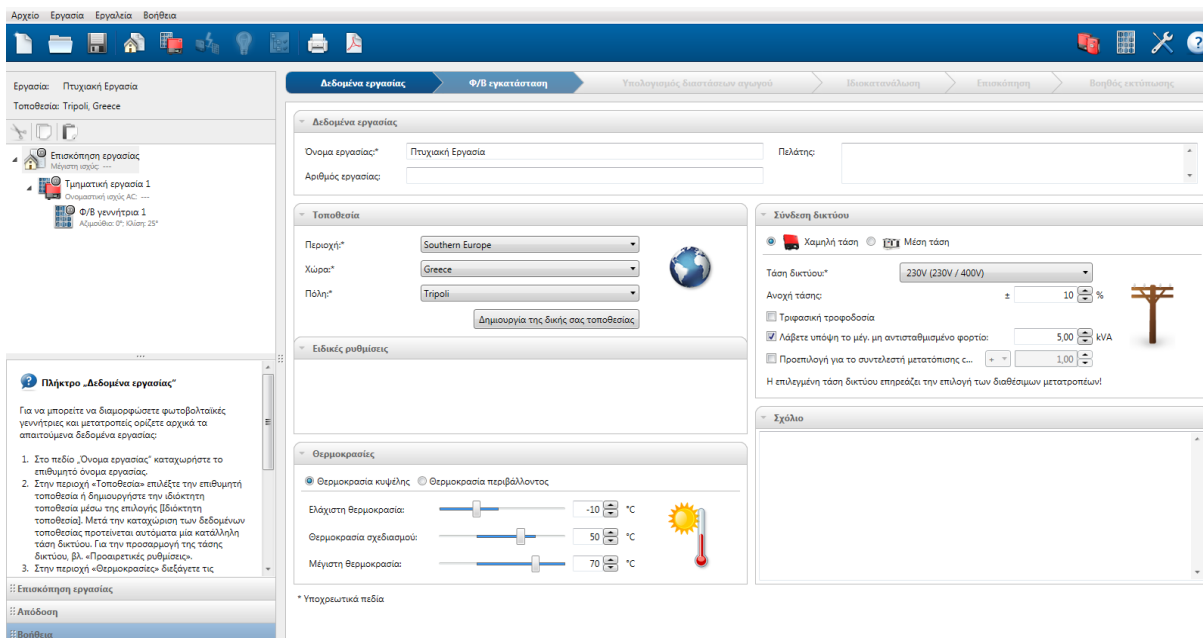 Αρχείο Εργασία Εργαλεία Βοήθεια
Εργασία: Πτυχιακή Εργασία
Τοποθεσία: Tripoli, Greece
Επισκόπηση εργασίας
Μέγιστη ισχύς: ---
Τμηματική εργασία 1
Ονομαστική ισχύς AC: ---
Φ/Β γεννήτρια 1
Αζιμούθιο: 0°; Κλίση: 25°
Πλήκτρο „Δεδομένα εργασίας“
Για να μπορείτε να διαμορφώσετε φωτοβολταϊκές
γεννήτριες και μετατροπείς ορίζετε αρχικά τα
απαιτούμενα δεδομένα εργασίας:
1. Στο πεδίο „Όνομα εργασίας“ καταχωρήστε το
επιθυμητό όνομα εργασίας.
2. Στην περιοχή «Τοποθεσία» επιλέξτε την επιθυμητή
τοποθεσία ή δημιουργήστε την ιδιόκτητη
τοποθεσία μέσω της επιλογής [Ιδιόκτητη
τοποθεσία]. Μετά την καταχώριση των δεδομένων
τοποθεσίας προτείνεται αυτόματα μία κατάλληλη
τάση δικτύου. Για την προσαρμογή της τάσης
δικτύου, βλ. «Προαιρετικές ρυθμίσεις».
3. Στην περιοχή «Θερμοκρασίες» διεξάγετε τις
Επισκόπηση εργασίας
Απόδοση
Βοήθεια
Δεδομένα εργασίας Φ/Β εγκατάσταση Υπολογισμός διαστάσεων αγωγού Ιδιοκατανάλωση Επισκόπηση Βοηθός εκτύπωσης
Δεδομένα εργασίας
Όνομα εργασίας:* Πτυχιακή Εργασία
Πελάτης:
Αριθμός εργασίας:
Τοποθεσία
Περιοχή:* Southern Europe
Χώρα:* Greece
Πόλη:* Tripoli
Δημιουργία της δικής σας τοποθεσίας
Ειδικές ρυθμίσεις
Θερμοκρασίες
Θερμοκρασία κυψέλης Θερμοκρασία περιβάλλοντος
Ελάχιστη θερμοκρασία: -10 °C
Θερμοκρασία σχεδιασμού: 50 °C
Μέγιστη θερμοκρασία: 70 °C
* Υποχρεωτικά πεδία
Σύνδεση δικτύου
Χαμηλή τάση Μέση τάση
Τάση δικτύου:* 230V (230V / 400V)
Ανοχή τάσης: ± 10 %
Τριφασική τροφοδοσία
Λάβετε υπόψη το μέγ. μη αντισταθμισμένο φορτίο: 5,00 kVA
Προεπιλογή για το συντελεστή μετατόπισης c... + 1,00
Η επιλεγμένη τάση δικτύου επηρεάζει την επιλογή των διαθέσιμων μετατροπέων!
Σχόλιο